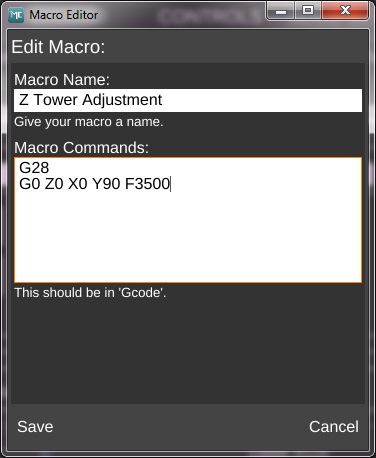 Macro Editor
Edit Macro:
Macro Name:
Z Tower Adjustment
Give your macro a name.
Macro Commands:
G28
G0 Z0 X0 Y90 F3500
This should be in 'Gcode'.
Save Cancel